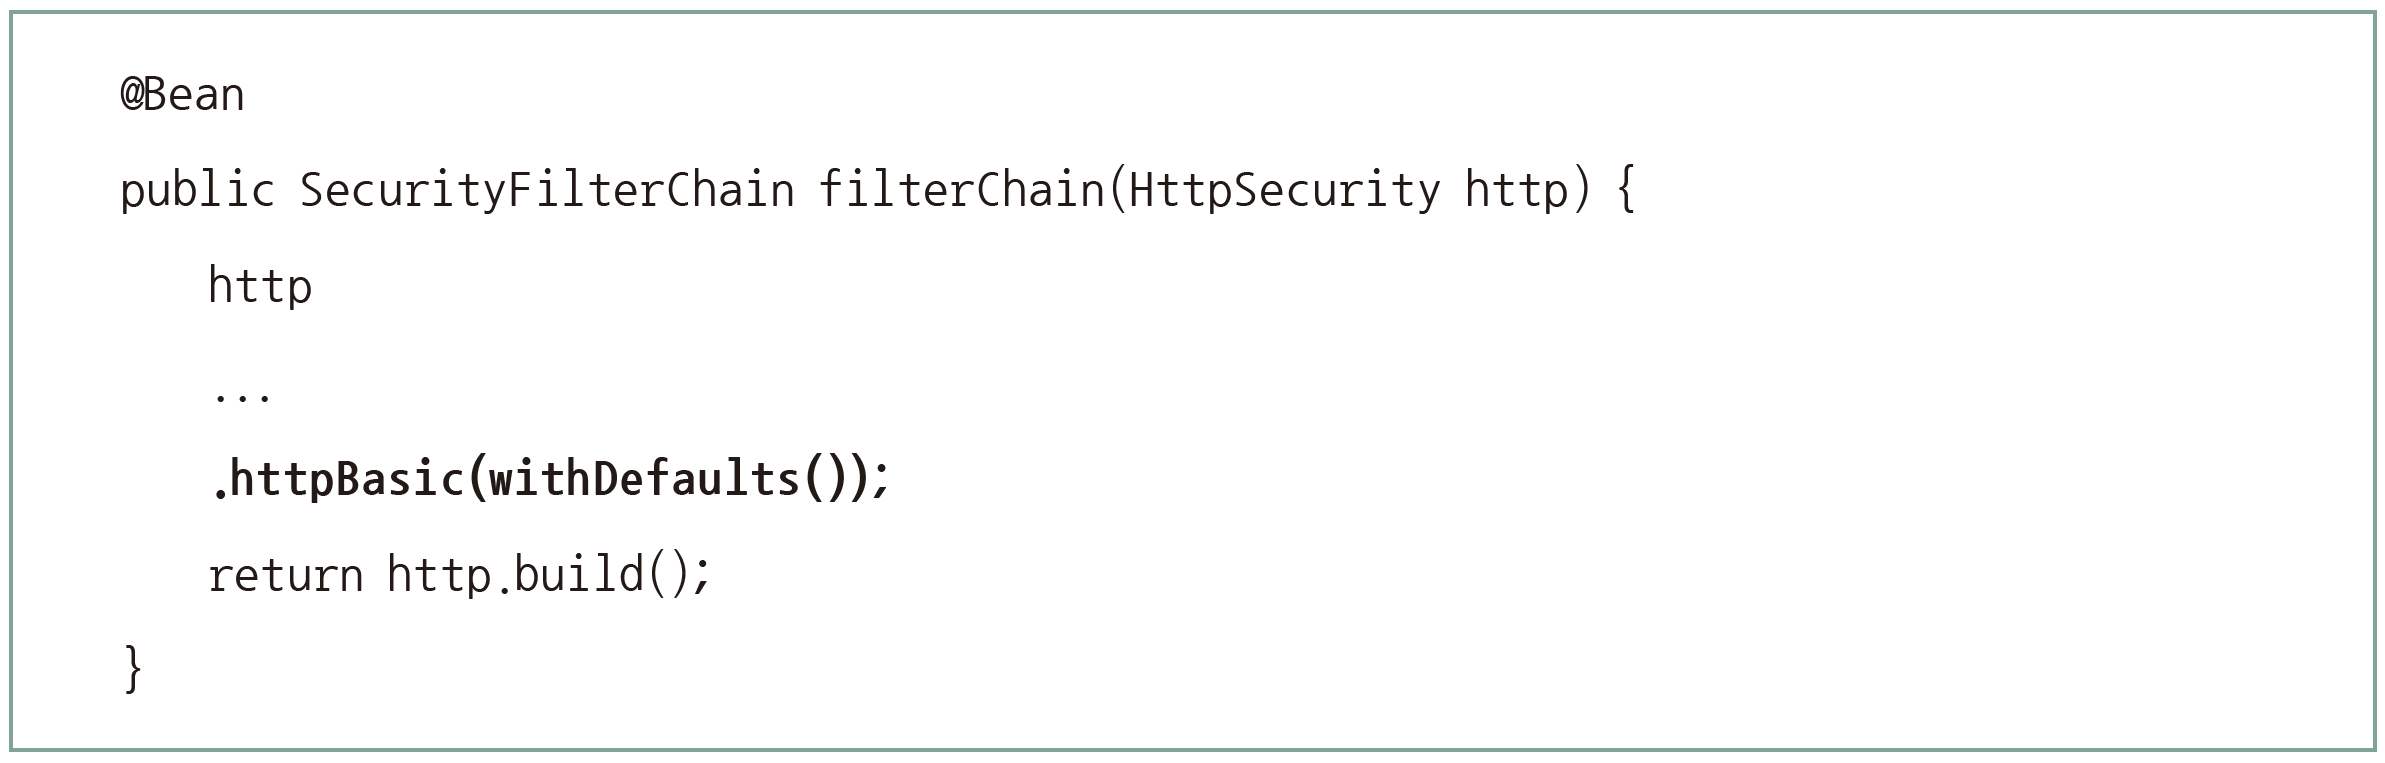 @Bean
public SecurityFilterChain filterChain(HttpSecurity http) {
http
...
.httpBasic(withDefaults());
return http.build();
}